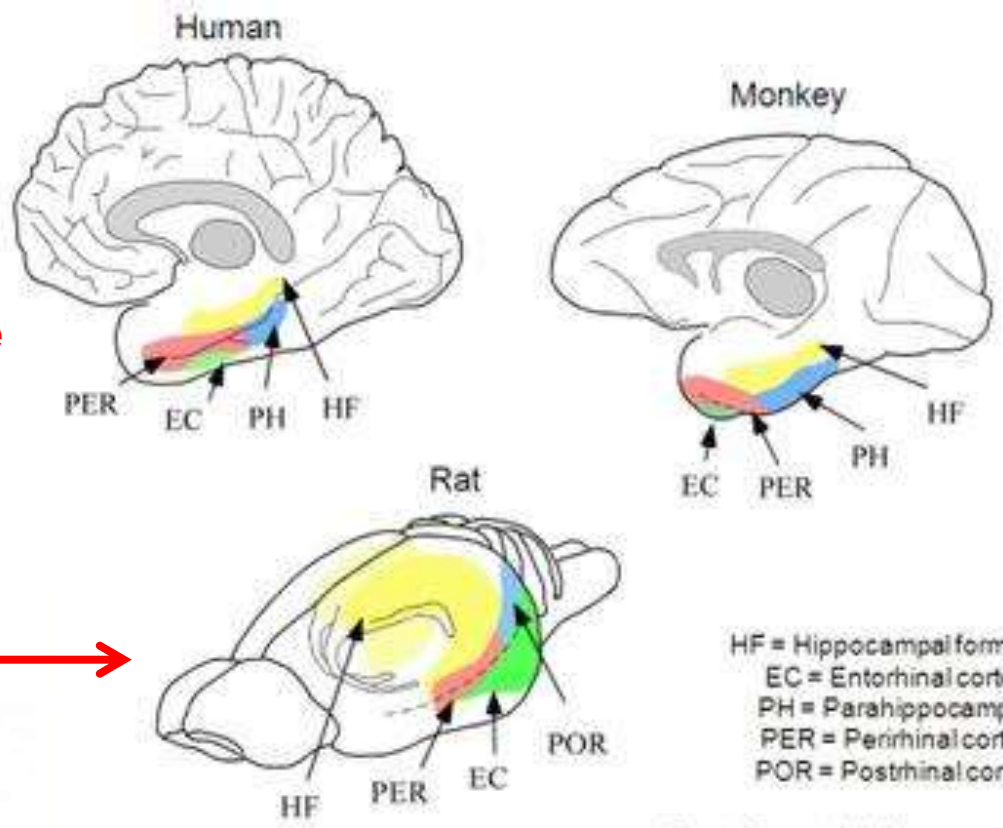 Human
Monkey
PER
EC
PH
HF
HF
PH
EC
PER
Rat
HF = Hippocampal form
EC = Entorhinal cort
PH = Parahippocamp
PER = Perirhinal cort
POR = Postrhinal cor
POR
EC
PER
HF